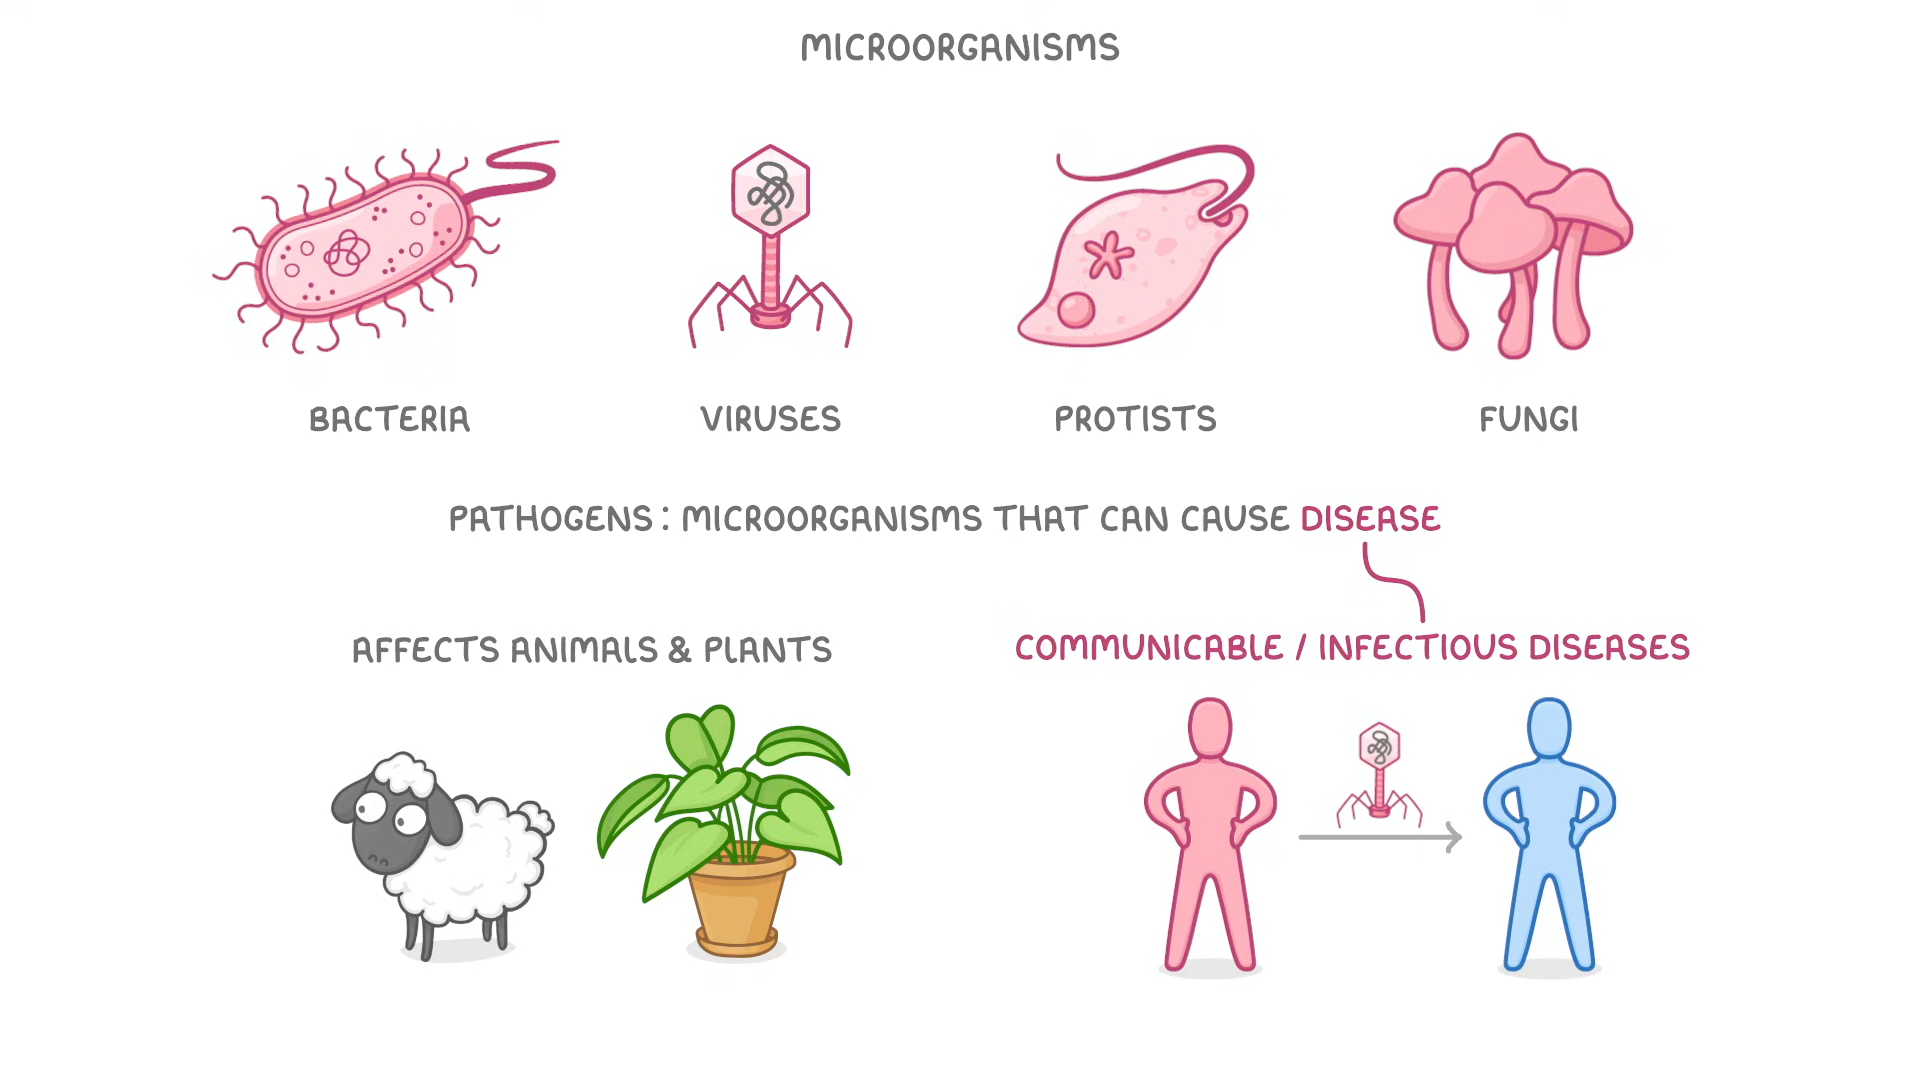 MICROORGANISMS
BACTERIA
VIRUSES
PROTISTS
FUNGI
PATHOGENS : MICROORGANISMS THAT CAN CAUSE DISEASE
AFFECTS ANIMALS & PLANTS
COMMUNICABLE / INFECTIOUS DISEASES